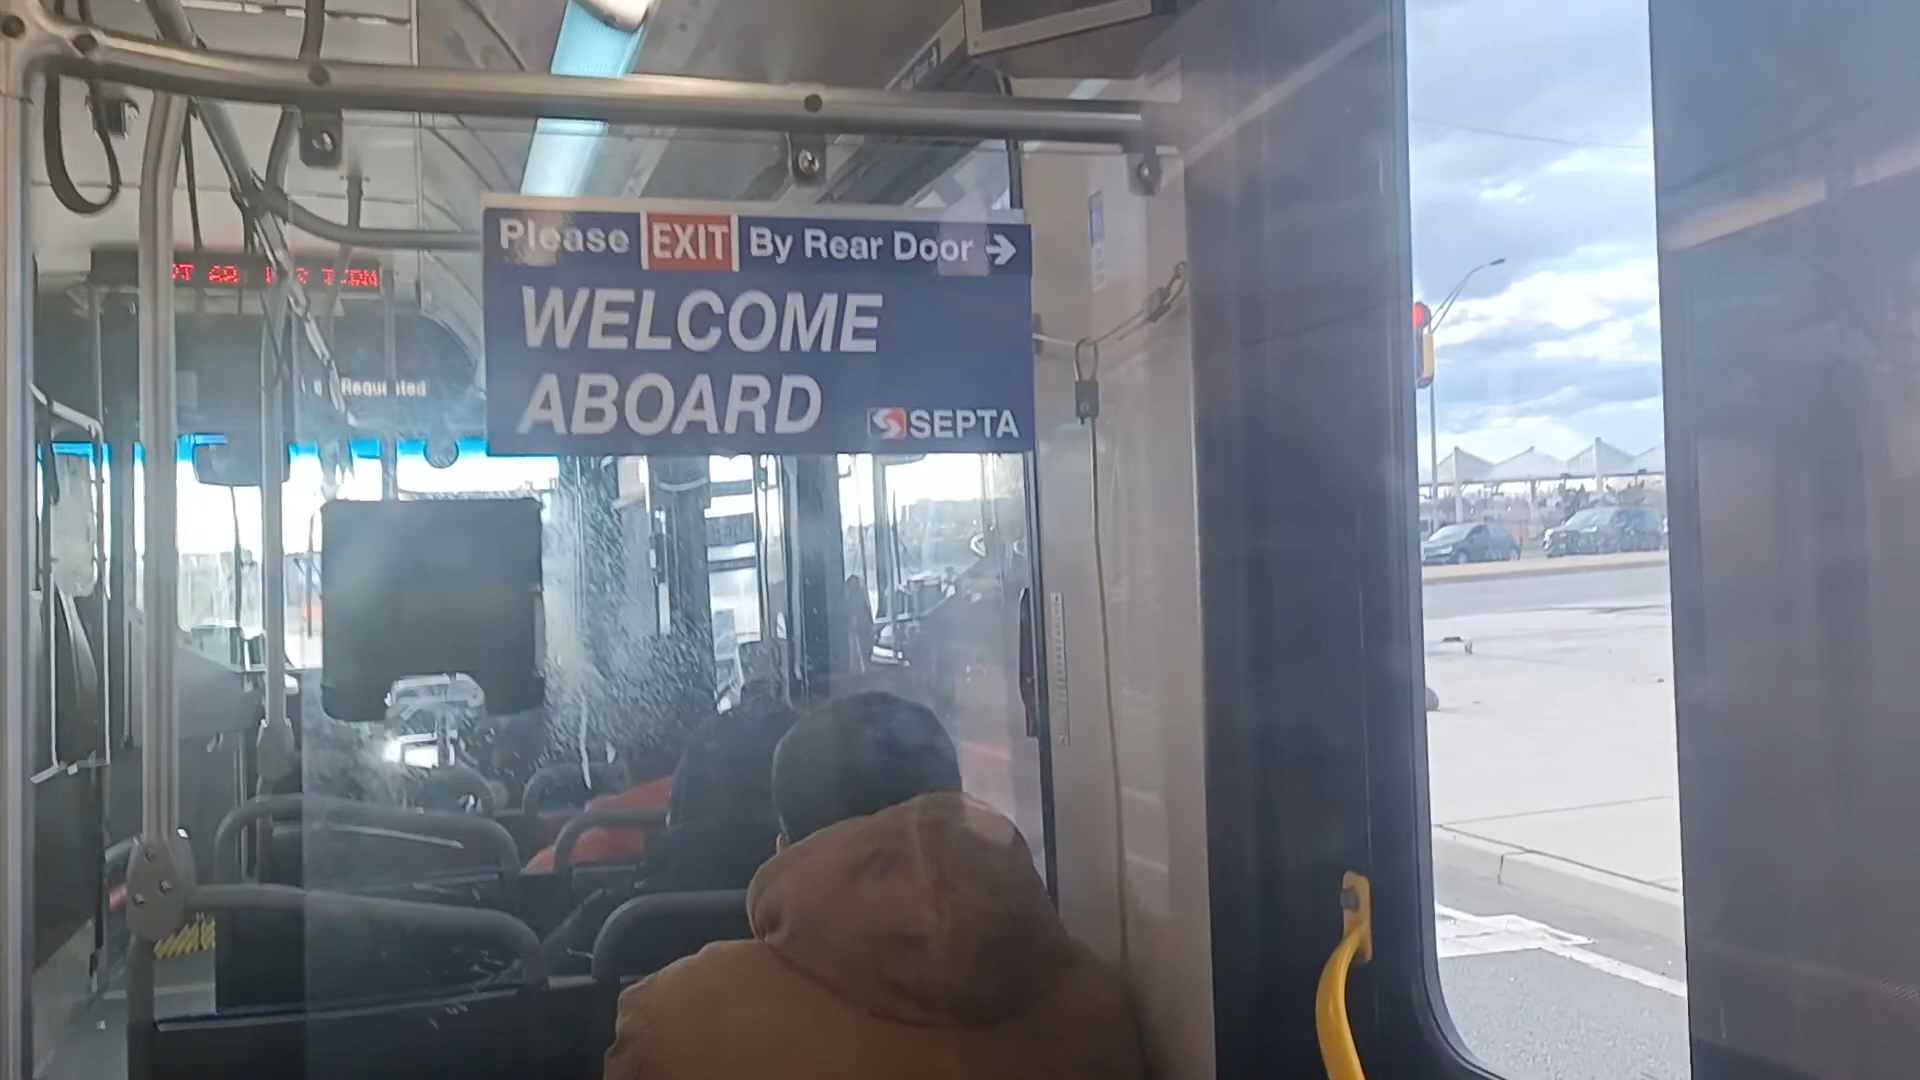 Please EXIT By Rear Door →
WELCOME
ABOARD
SEPTA
Requested